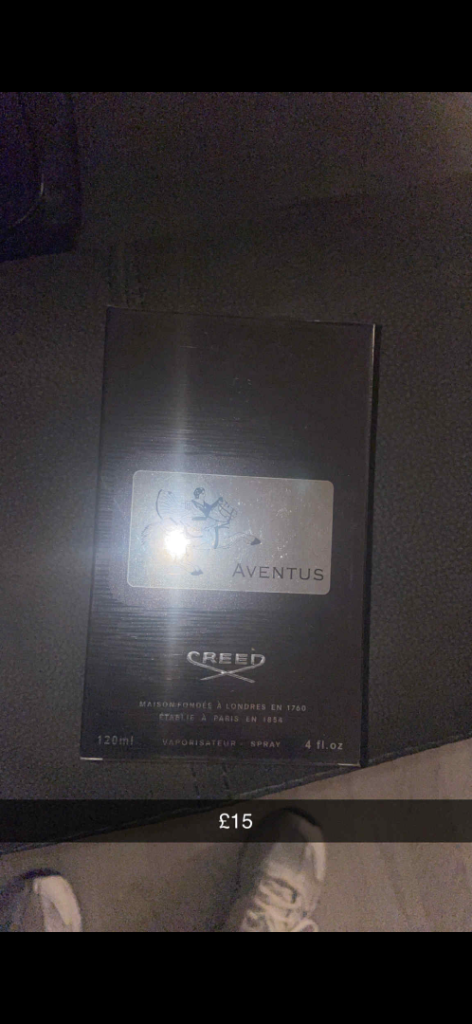 AVENTUS
CREED
MAISON FONDÉE À LONDRES EN 1760
ÉTABLIE À PARIS EN 1854
120ml VAPORISATEUR - SPRAY 4 fl.oz
£15